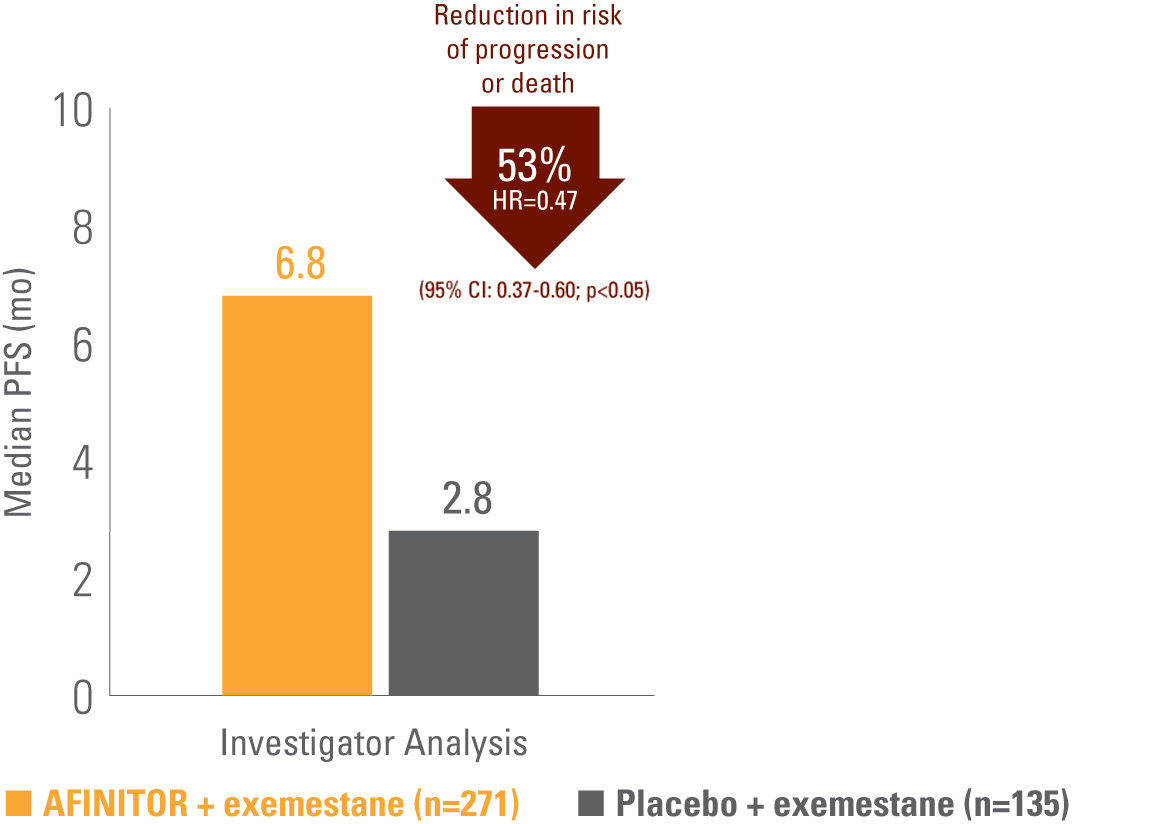 Reduction in risk
of progression
or death
53%
HR=0.47
(95% CI: 0.37-0.60; p<0.05)
Median PFS (mo)
10
8
6
4
2
0
6.8
2.8
Investigator Analysis
AFINITOR + exemestane (n=271)
Placebo + exemestane (n=135)